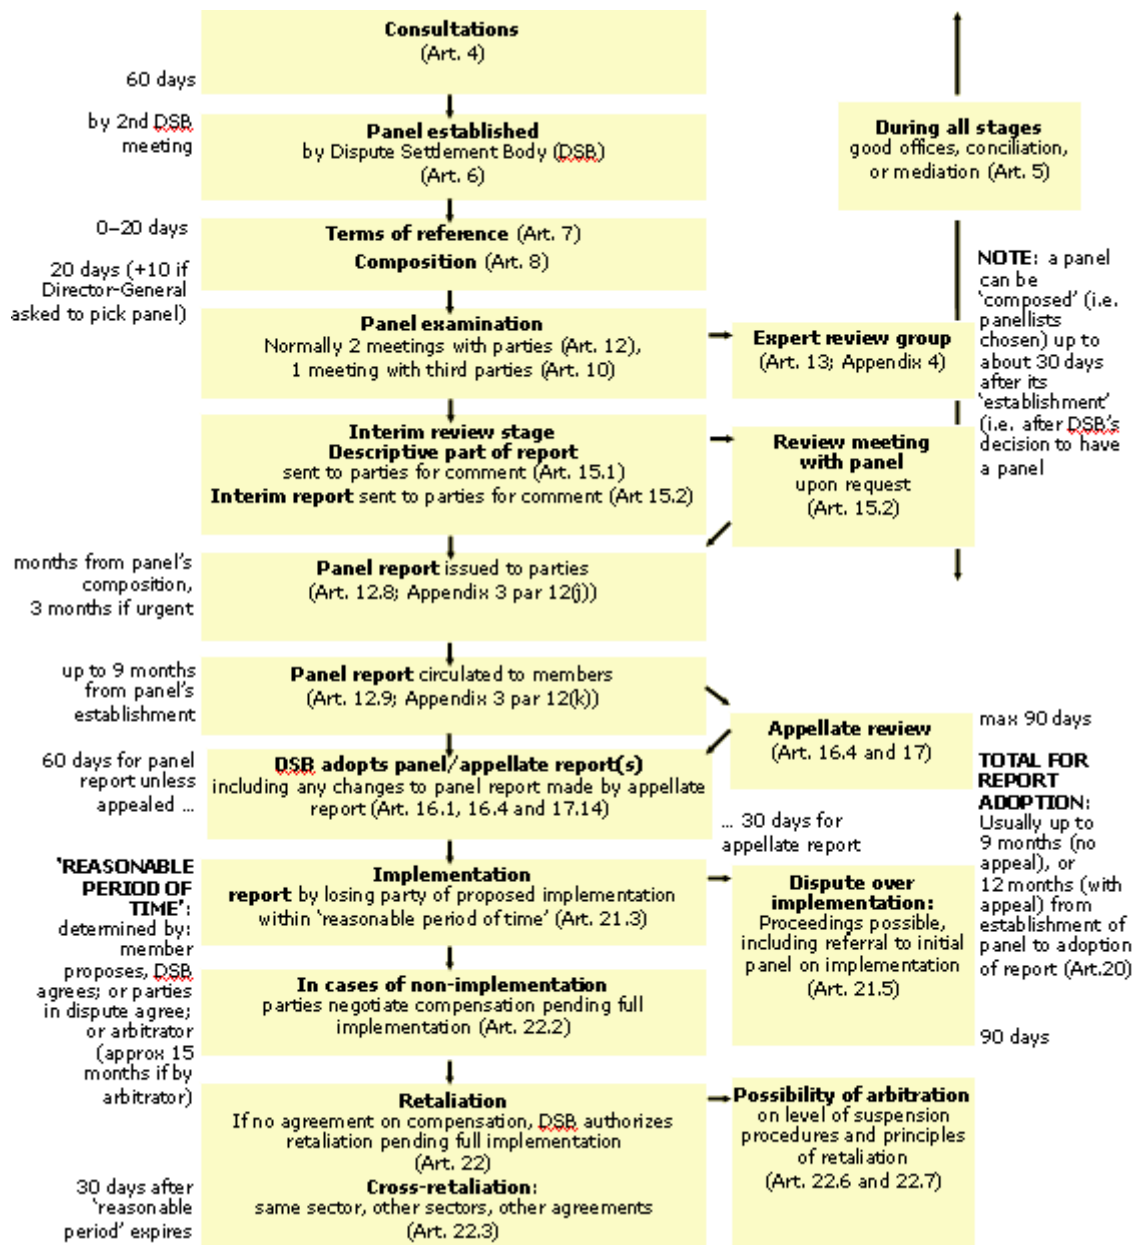 Consultations
(Art. 4)
60 days
by 2nd DSB
meeting
Panel established
by Dispute Settlement Body (DSB)
(Art. 6)
During all stages
good offices, conciliation,
or mediation (Art. 5)
0–20 days
Terms of reference (Art. 7)
Composition (Art. 8)
20 days (+10 if
Director-General
asked to pick panel)
NOTE: a panel
can be
'composed' (i.e.
panellists
chosen) up to
about 30 days
after its
'establishment'
(i.e. after DSB's
decision to have
a panel
Panel examination
Normally 2 meetings with parties (Art. 12),
1 meeting with third parties (Art. 10)
Expert review group
(Art. 13; Appendix 4)
Interim review stage
Descriptive part of report
sent to parties for comment (Art. 15.1)
Interim report sent to parties for comment (Art 15.2)
Review meeting
with panel
upon request
(Art. 15.2)
months from panel's
composition,
3 months if urgent
Panel report issued to parties
(Art. 12.8; Appendix 3 par 12(j))
up to 9 months
from panel's
establishment
Panel report circulated to members
(Art. 12.9; Appendix 3 par 12(k))
Appellate review
(Art. 16.4 and 17)
max 90 days
60 days for panel
report unless
appealed ...
DSB adopts panel/appellate report(s)
including any changes to panel report made by appellate
report (Art. 16.1, 16.4 and 17.14)
... 30 days for
appellate report
TOTAL FOR
REPORT
ADOPTION:
Usually up to
9 months (no
appeal), or
12 months (with
appeal) from
establishment of
panel to adoption
of report (Art.20)
'REASONABLE
PERIOD OF
TIME':
determined by:
member
proposes, DSB
agrees; or parties
in dispute agree;
or arbitrator
(approx 15
months if by
arbitrator)
Implementation
report by losing party of proposed implementation
within 'reasonable period of time' (Art. 21.3)
Dispute over
implementation:
Proceedings possible,
including referral to initial
panel on implementation
(Art. 21.5)
90 days
In cases of non-implementation
parties negotiate compensation pending full
implementation (Art. 22.2)
Retaliation
If no agreement on compensation, DSB authorizes
retaliation pending full implementation
(Art. 22)
Cross-retaliation:
same sector, other sectors, other agreements
(Art. 22.3)
Possibility of arbitration
on level of suspension
procedures and principles
of retaliation
(Art. 22.6 and 22.7)
30 days after
'reasonable
period' expires